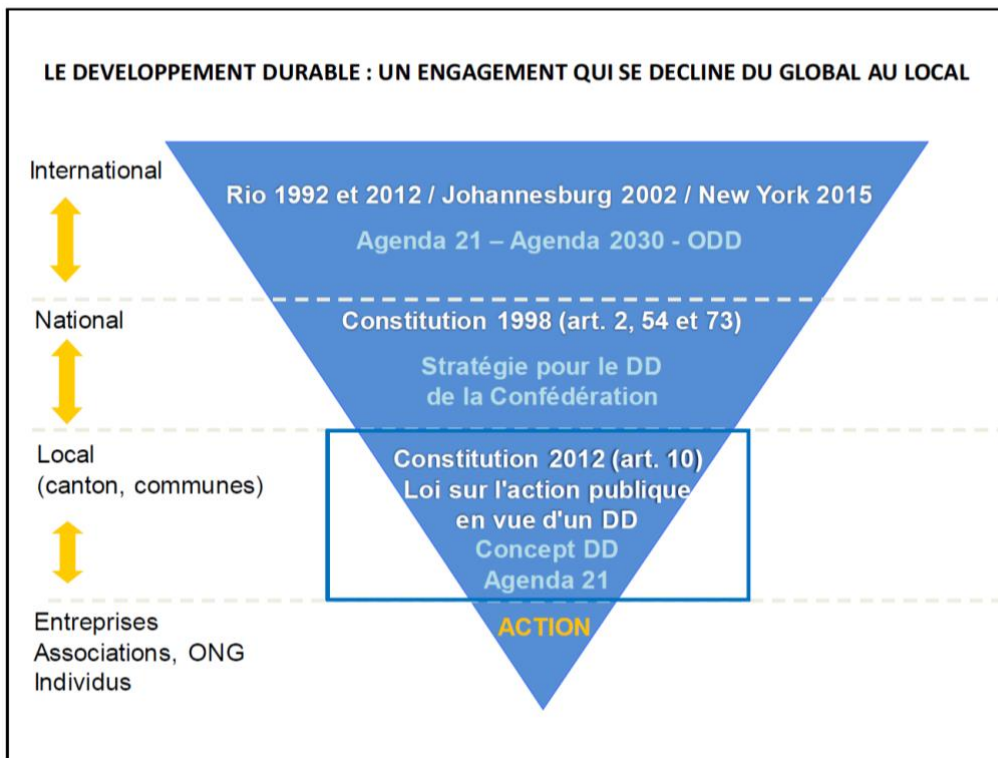 LE DEVELOPPEMENT DURABLE : UN ENGAGEMENT QUI SE DECLINE DU GLOBAL AU LOCAL
International
Rio 1992 et 2012 / Johannesburg 2002 / New York 2015
Agenda 21 – Agenda 2030 - ODD
National
Constitution 1998 (art. 2, 54 et 73)
Stratégie pour le DD
de la Confédération
Local
(canton, communes)
Constitution 2012 (art. 10)
Loi sur l'action publique
en vue d'un DD
Concept DD
Agenda 21
Entreprises
Associations, ONG
Individus
ACTION